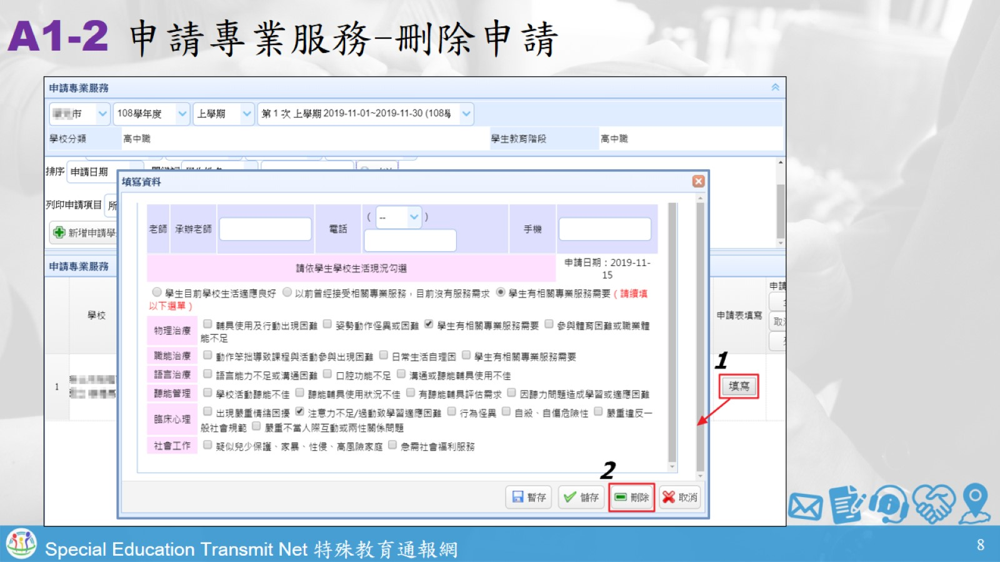 A1-2 申請專業服務-刪除申請
申請專業服務
市 108學年度 上學期 第 1 次 上學期 2019-11-01~2019-11-30 (108學
學校分類 高中職 學生教育階段 高中職
排序 申請日期
列印申請項目 所
新增申請學
申請專業服務
學校
1
申請
申請表填寫
取
1
填寫
填寫資料
老師 承辦老師 電話 ( -- ) 手機
請依學生學校生活現況勾選
申請日期：2019-11-
15
學生目前學校生活適應良好 以前曾經接受相關專業服務，目前沒有服務需求 學生有相關專業服務需要 ( 請續填
以下選單 )
物理治療 輔具使用及行動出現困難 姿勢動作怪異或困難 學生有相關專業服務需要 參與體育困難或職業體
能不足
職能治療 動作笨拙導致課程與活動參與出現困難 日常生活自理困 學生有相關專業服務需要
語言治療 語言能力不足或溝通困難 口腔功能不足 溝通或聽能輔具使用不佳
聽能管理 學校活動聽能不佳 聽能輔具使用狀況不佳 有聽能輔具評估需求 因聽力問題造成學習或適應困難
臨床心理 出現嚴重情緒困擾 注意力不足/過動致學習適應困難 行為怪異 自殺、自傷危險性 嚴重違反一
般社會規範 嚴重不當人際互動或兩性關係問題
社會工作 疑似兒少保護、家暴、性侵、高風險家庭 急需社會福利服務
2
暫存 儲存 刪除 取消
Special Education Transmit Net 特殊教育通報網
8